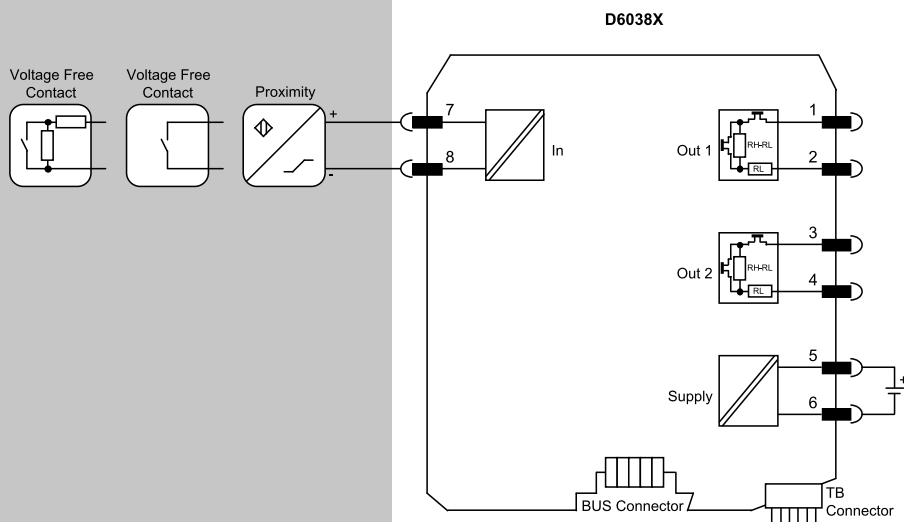 D6038X
Voltage Free
Contact
Voltage Free
Contact
Proximity
+
-
7
8
In
Out 1
RH-RL
RL
1
2
Out 2
RH-RL
RL
3
4
Supply
5
6
+
BUS Connector
TB
Connector